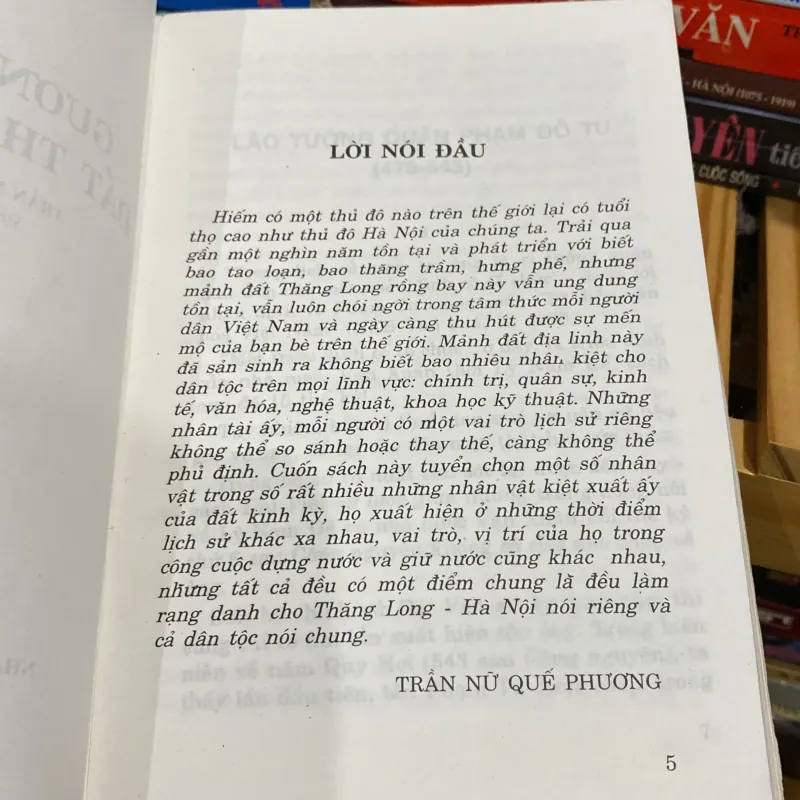 LỜI NÓI ĐẦU
Hiếm có một thủ đô nào trên thế giới lại có tuổi
thọ cao như thủ đô Hà Nội của chúng ta. Trải qua
gần một nghìn năm tồn tại và phát triển với biết
bao tao loạn, bao thăng trầm, hưng phế, nhưng
mảnh đất Thăng Long rồng bay này vẫn ung dung
tồn tại, vẫn luôn chói ngời trong tâm thức mỗi người
dân Việt Nam và ngày càng thu hút được sự mến
mộ của bạn bè trên thế giới. Mảnh đất địa linh này
đã sản sinh ra không biết bao nhiêu nhân kiệt cho
dân tộc trên mọi lĩnh vực: chính trị, quân sự, kinh
tế, văn hóa, nghệ thuật, khoa học kỹ thuật. Những
nhân tài ấy, mỗi người có một vai trò lịch sử riêng
không thể so sánh hoặc thay thế, càng không thể
phủ định. Cuốn sách này tuyển chọn một số nhân
vật trong số rất nhiều những nhân vật kiệt xuất ấy
của đất kinh kỳ, họ xuất hiện ở những thời điểm
lịch sử khác xa nhau, vai trò, vị trí của họ trong
công cuộc dựng nước và giữ nước cũng khác nhau,
nhưng tất cả đều có một điểm chung là đều làm
rạng danh cho Thăng Long - Hà Nội nói riêng và
cả dân tộc nói chung.
TRẦN NỮ QUẾ PHƯƠNG
5
VĂN
- HÀ NỘI (1875 - 1919)
YÊN tiế
CUỘC SỐNG